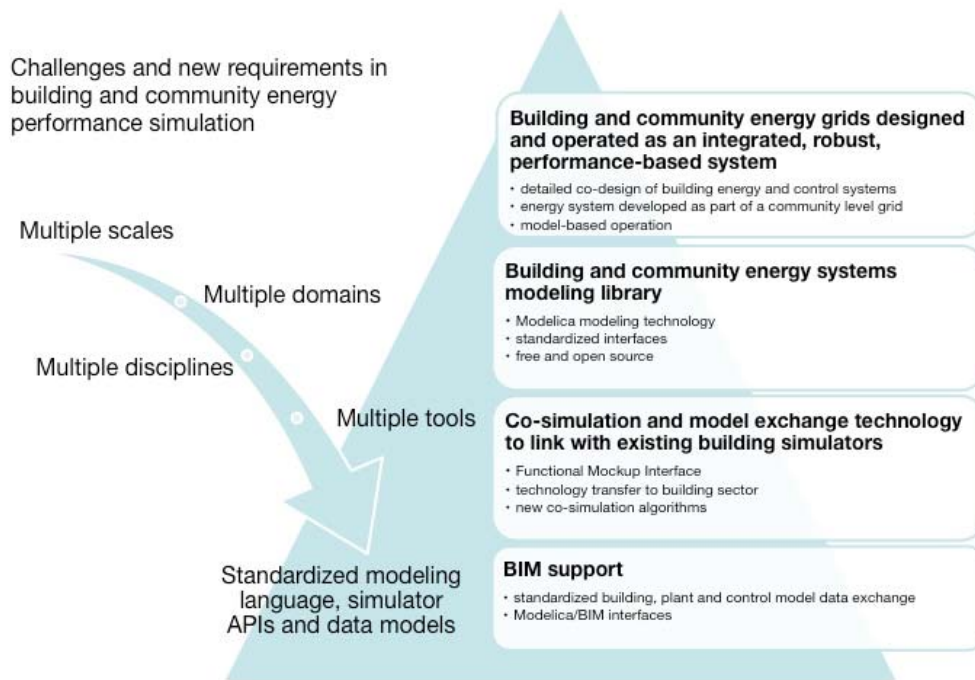 Challenges and new requirements in
building and community energy
performance simulation
Multiple scales
Multiple domains
Multiple disciplines
Multiple tools
Standardized modeling
language, simulator
APIs and data models
Building and community energy grids designed
and operated as an integrated, robust,
performance-based system
• detailed co-design of building energy and control systems
• energy system developed as part of a community level grid
• model-based operation
Building and community energy systems
modeling library
• Modelica modeling technology
• standardized interfaces
• free and open source
Co-simulation and model exchange technology
to link with existing building simulators
• Functional Mockup Interface
• technology transfer to building sector
• new co-simulation algorithms
BIM support
• standardized building, plant and control model data exchange
• Modelica/BIM interfaces